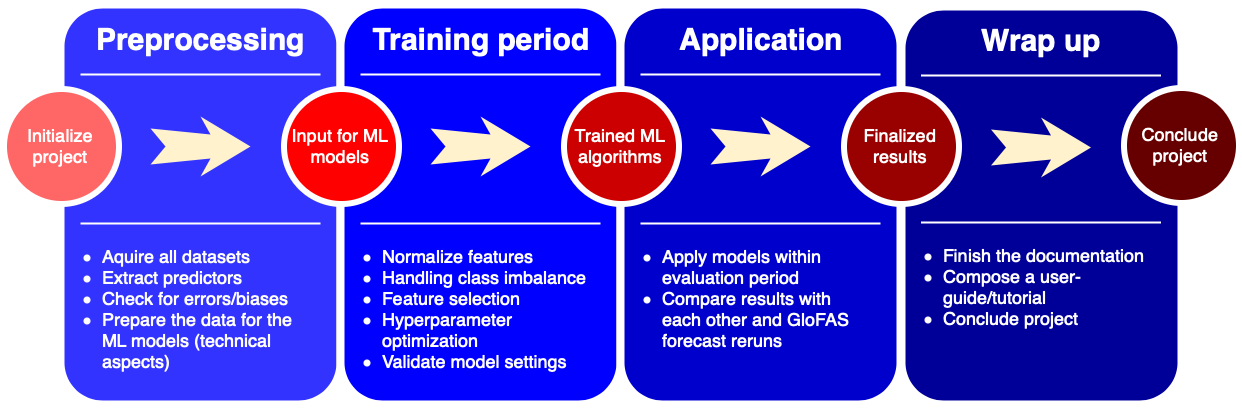 Preprocessing
Training period
Application
Wrap up
Initialize
project
Input for ML
models
Trained ML
algorithms
Finalized
results
Conclude
project
• Aquire all datasets
• Extract predictors
• Check for errors/biases
• Prepare the data for the
ML models (technical
aspects)
• Normalize features
• Handling class imbalance
• Feature selection
• Hyperparameter
optimization
• Validate model settings
• Apply models within
evaluation period
• Compare results with
each other and GloFAS
forecast reruns
• Finish the documentation
• Compose a user-
guide/tutorial
• Conclude project